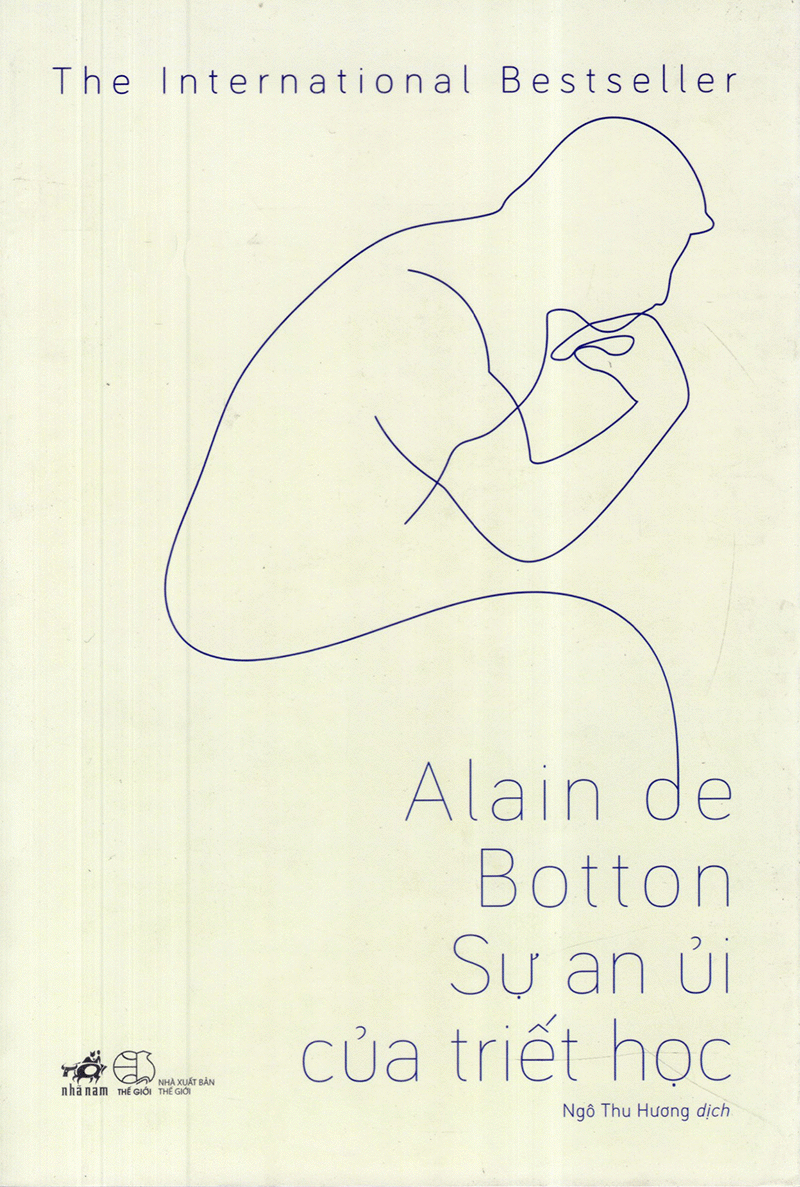 The International Bestseller
Alain de
Botton
Sự an ủi
của triết học
Ngô Thu Hương dịch
nhã nam
THẾ GIỚI
NHÀ XUẤT BẢN
THẾ GIỚI